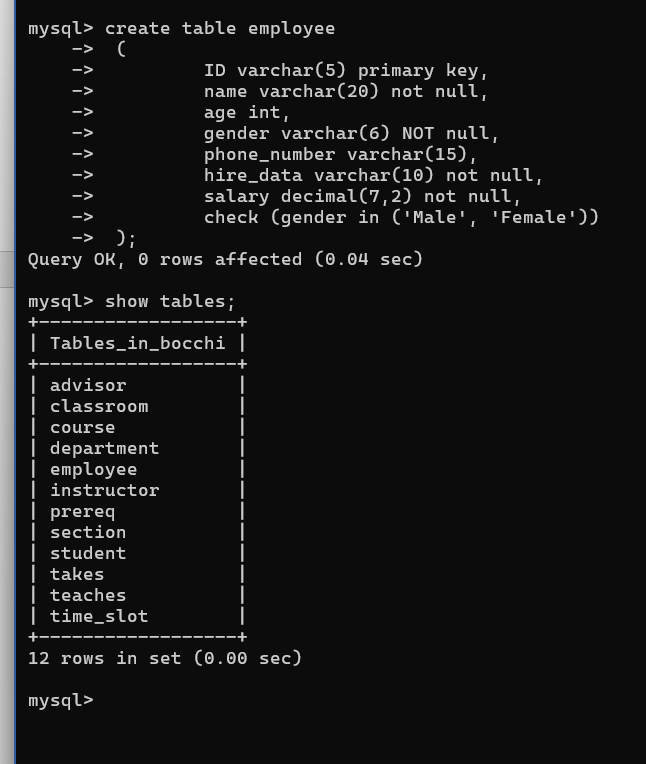 mysql> create table employee
    -> (
    ->          ID varchar(5) primary key,
    ->          name varchar(20) not null,
    ->          age int,
    ->          gender varchar(6) NOT null,
    ->          phone_number varchar(15),
    ->          hire_data varchar(10) not null,
    ->          salary decimal(7,2) not null,
    ->          check (gender in ('Male', 'Female'))
    ->  );
Query OK, 0 rows affected (0.04 sec)
mysql> show tables;
+------------------+
| Tables_in_bocchi |
+------------------+
| advisor          |
| classroom        |
| course           |
| department       |
| employee         |
| instructor       |
| prereq           |
| section          |
| student          |
| takes            |
| teaches          |
| time_slot        |
+------------------+
12 rows in set (0.00 sec)
mysql>